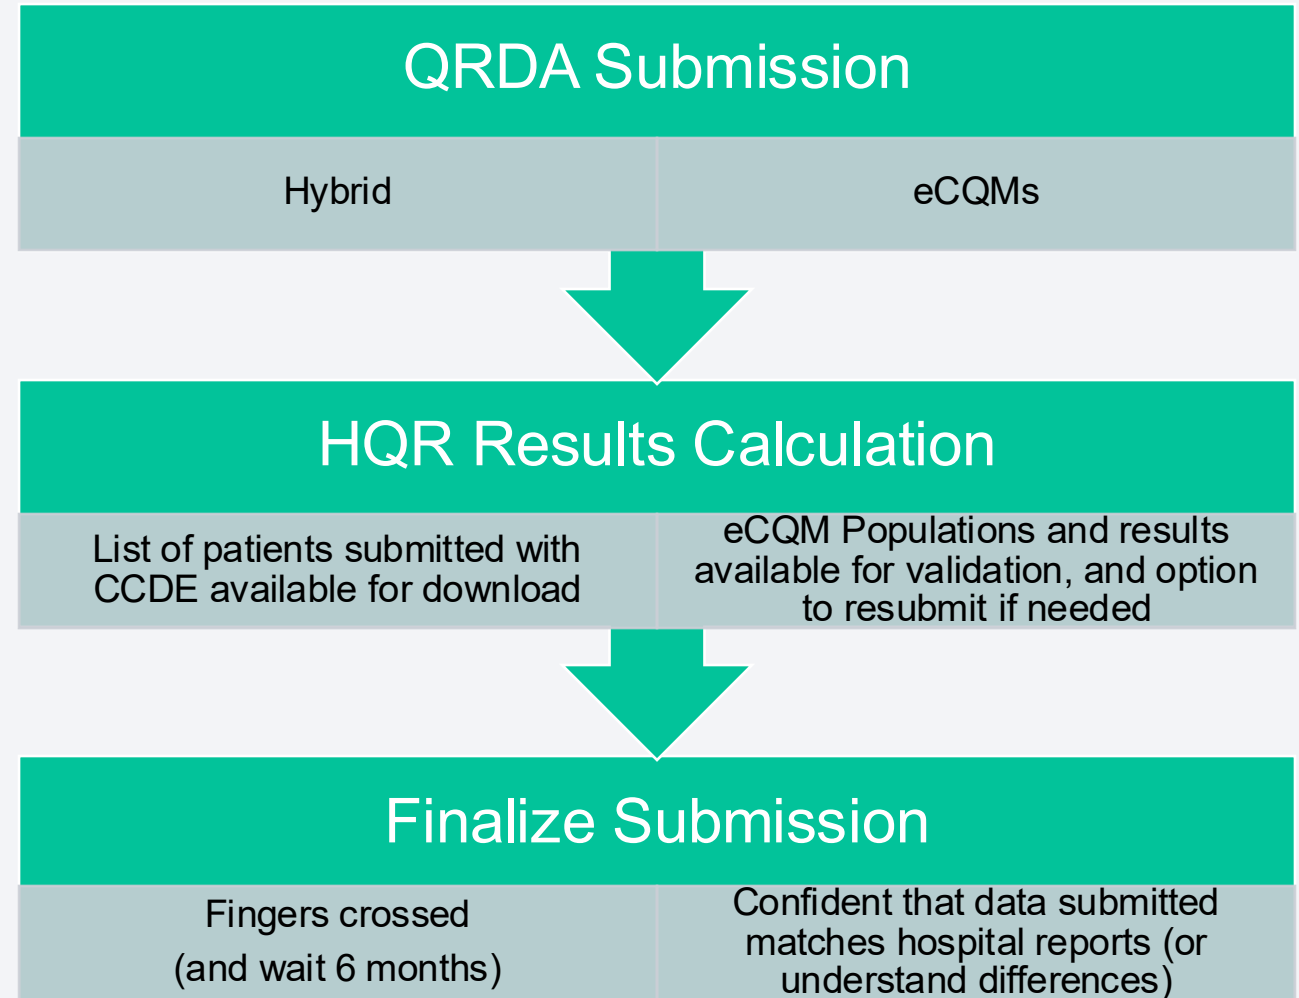 QRDA Submission
Hybrid
eCQMs
HQR Results Calculation
List of patients submitted with
CCDE available for download
eCQM Populations and results
available for validation, and option
to resubmit if needed
Finalize Submission
Fingers crossed
(and wait 6 months)
Confident that data submitted
matches hospital reports (or
understand differences)